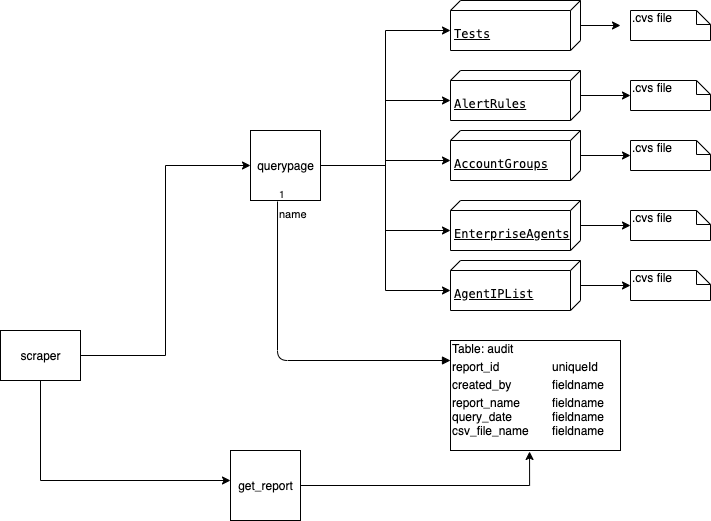 Tests
.cvs file
AlertRules
.cvs file
querypage
AccountGroups
.cvs file
1
name
EnterpriseAgents
.cvs file
AgentIPList
.cvs file
scraper
Table: audit
report_id uniqueId
created_by fieldname
report_name fieldname
query_date fieldname
csv_file_name fieldname
get_report